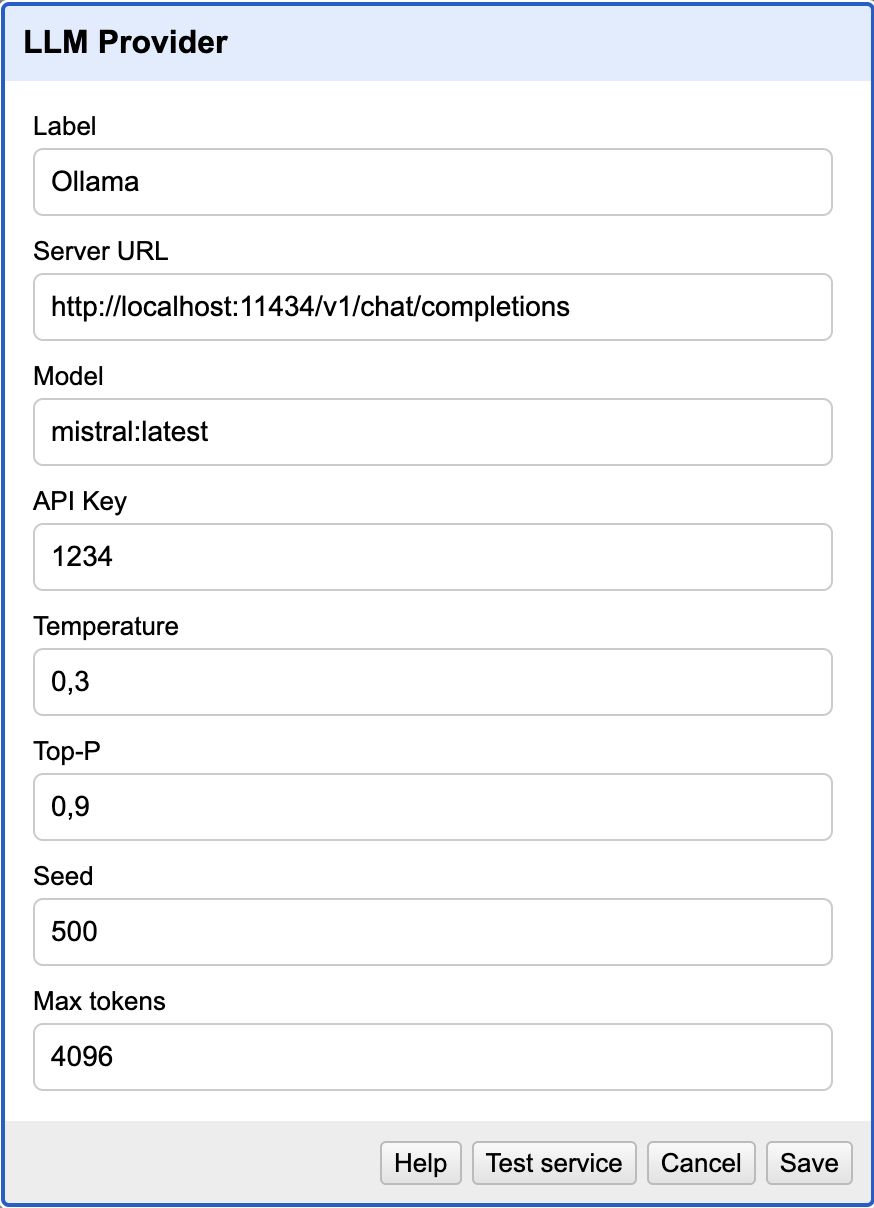 LLM Provider
Label
Ollama
Server URL
http://localhost:11434/v1/chat/completions
Model
mistral:latest
API Key
1234
Temperature
0,3
Top-P
0,9
Seed
500
Max tokens
4096
Help Test service Cancel Save